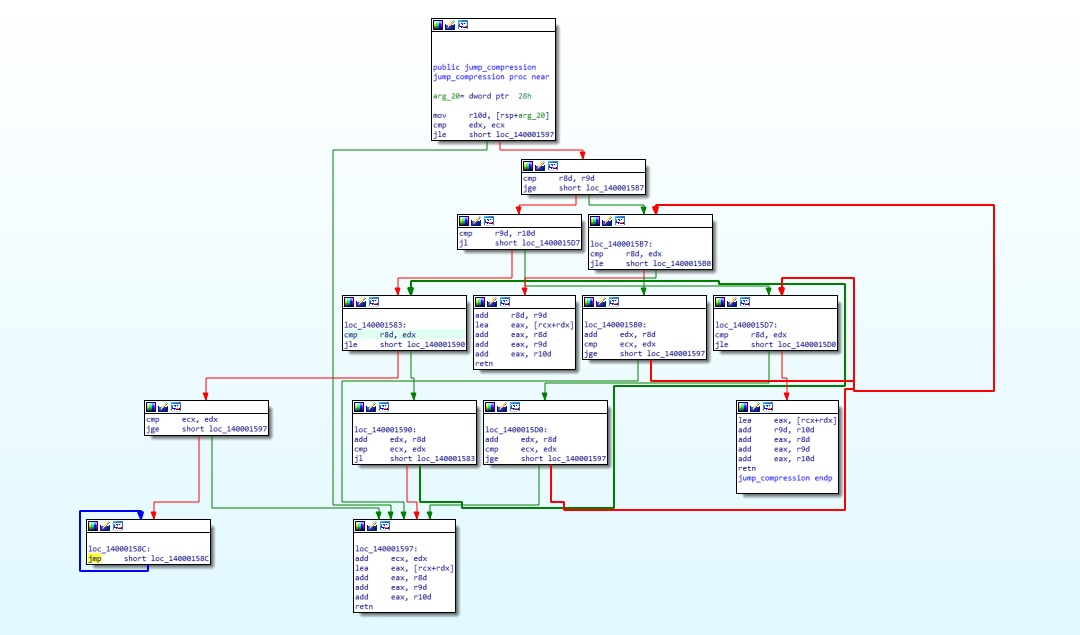 public jump_compression
jump_compression proc near
arg_20= dword ptr 28h
mov r10d, [rsp+arg_20]
cmp edx, ecx
jle short loc_140001597
cmp r8d, r9d
jge short loc_1400015B7
cmp r9d, r10d
jl short loc_1400015D7
loc_1400015B7:
cmp r8d, edx
jle short loc_1400015B0
loc_140001583:
cmp r8d, edx
jle short loc_140001590
add r8d, r9d
lea eax, [rcx+rdx]
add eax, r8d
add eax, r9d
add eax, r10d
retn
loc_1400015B0:
add edx, r8d
cmp ecx, edx
jge short loc_140001597
loc_1400015D7:
cmp r8d, edx
jle short loc_1400015D0
cmp ecx, edx
jge short loc_140001597
loc_140001590:
add edx, r8d
cmp ecx, edx
jl short loc_140001583
loc_1400015D0:
add edx, r8d
cmp ecx, edx
jge short loc_140001597
lea eax, [rcx+rdx]
add r9d, r10d
add eax, r8d
add eax, r9d
add eax, r10d
retn
jump_compression endp
loc_14000158C:
jmp short loc_14000158C
loc_140001597:
add ecx, edx
lea eax, [rcx+rdx]
add eax, r8d
add eax, r9d
add eax, r10d
retn